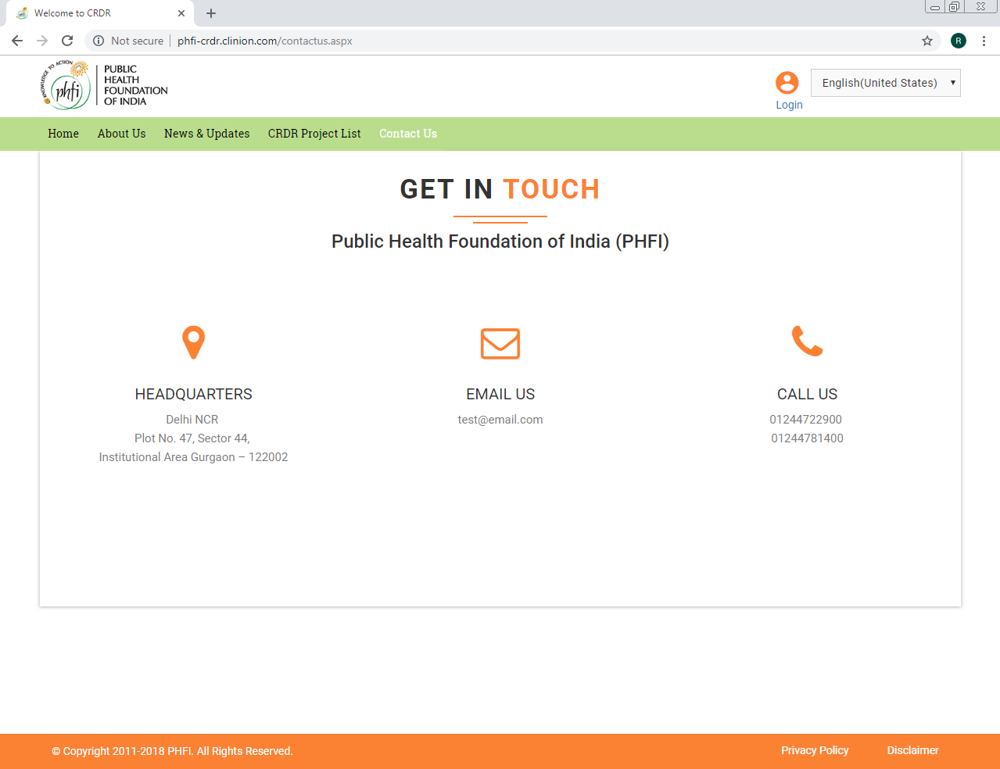 Welcome to CRDR
Not secure | phfi-crdr.clinion.com/contactus.aspx
R
KNOWLEDGE TO ACTION
phfi
PUBLIC
HEALTH
FOUNDATION
OF INDIA
English(United States)
Login
Home About Us News & Updates CRDR Project List Contact Us
GET IN TOUCH
Public Health Foundation of India (PHFI)
HEADQUARTERS
Delhi NCR
Plot No. 47, Sector 44,
Institutional Area Gurgaon – 122002
EMAIL US
test@email.com
CALL US
01244722900
01244781400
© Copyright 2011-2018 PHFI. All Rights Reserved.
Privacy Policy Disclaimer